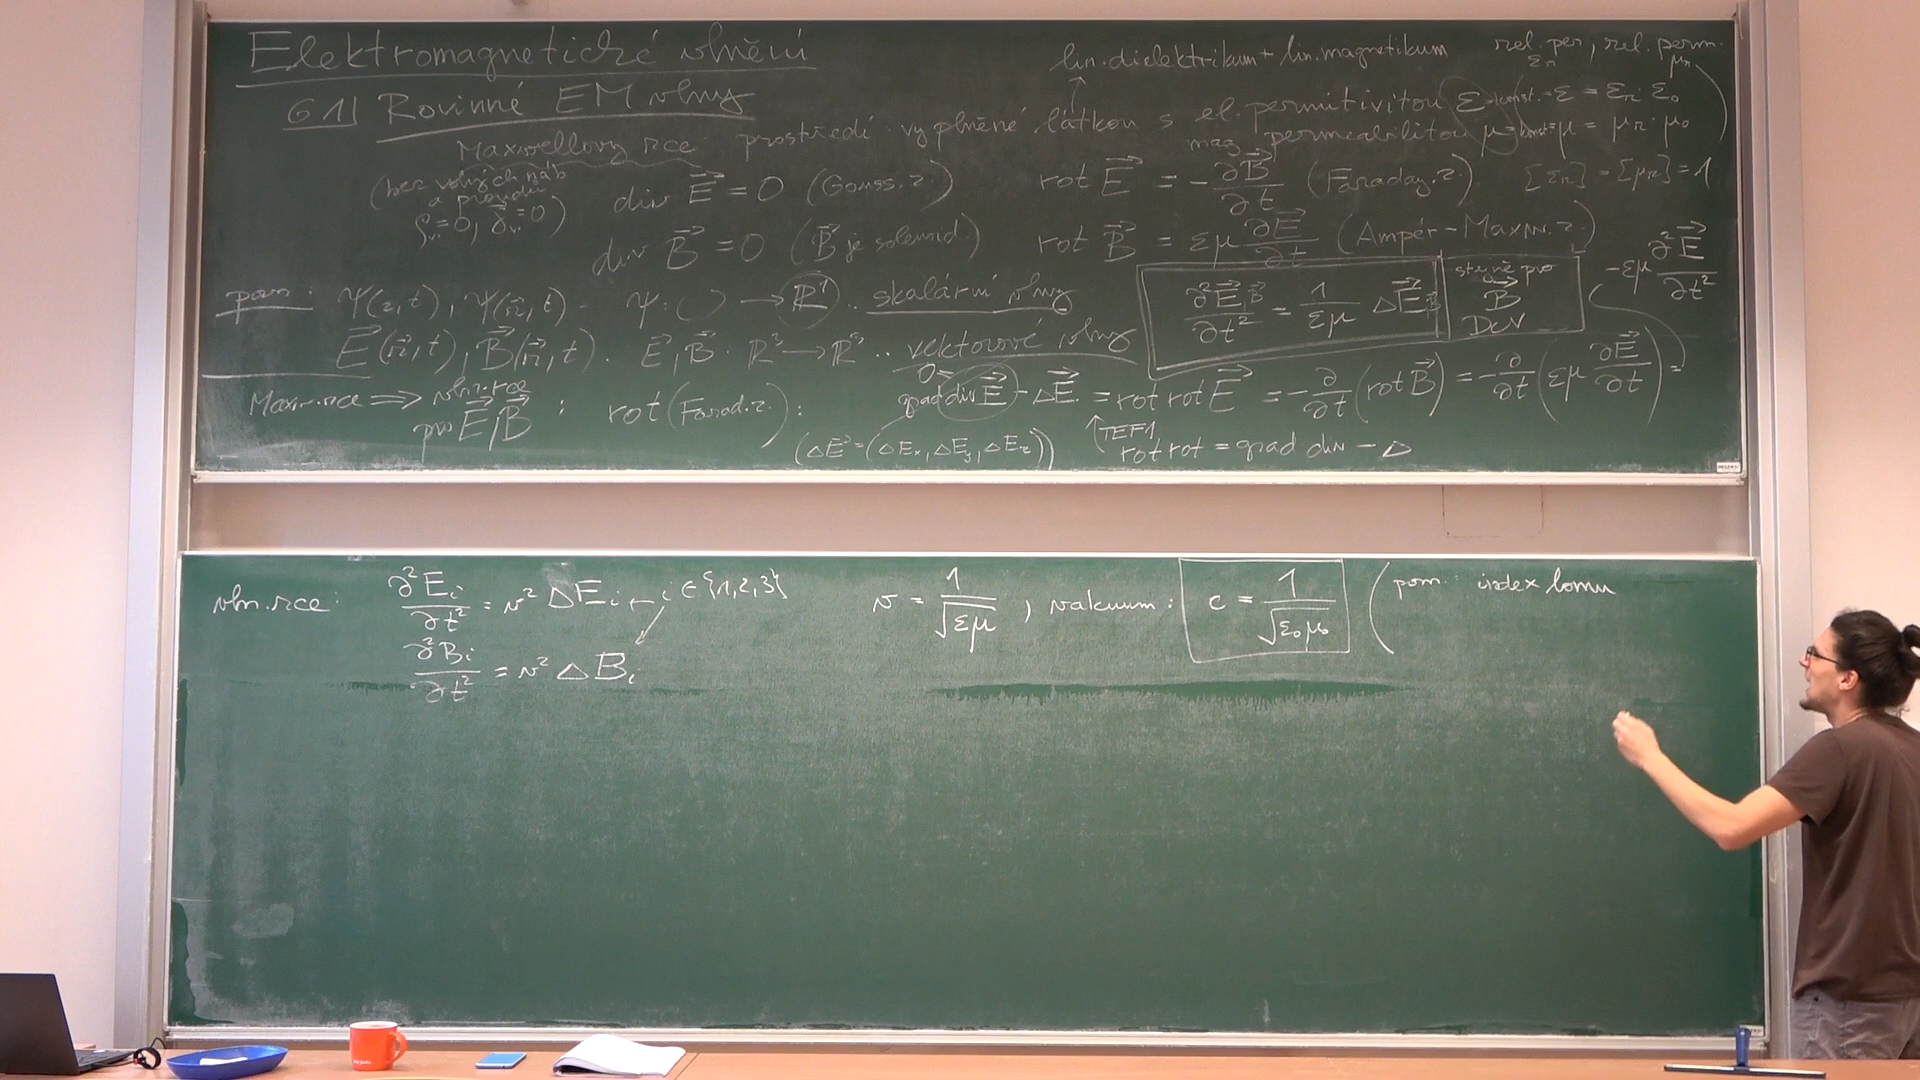 Elektromagnetické vlnění
6.1| Rovinné EM vlny
lin. dielektrikum + lin. magnetikum
rel. per, rel. perm.
εr μr
prostředí vyplněné látkou s el. permitivitou ε = konst. = ε = εr · ε0
mag permeabilitou μ = konst = μ = μr · μ0
Maxwellovy rce
(bez volných náb. a proudů ρv = 0, j⃗v = 0)
div E⃗ = 0 (Gauss. z.)
rot E⃗ = -∂B⃗/∂t (Faraday. z.)
[εr] = [μr] = 1
div B⃗ = 0 (B⃗ je solenoid.)
rot B⃗ = εμ ∂E⃗/∂t (Ampér-Maxw. z.)
pozn: ψ(z,t), ψ(r⃗,t) ψ: ( ) → ℝ¹ .. skalární vlny
∂²E⃗,B⃗/∂t² = 1/εμ ΔE⃗,B⃗
stejně pro B⃗ DCV
-εμ ∂²E⃗/∂t²
E⃗(r⃗,t), B⃗(r⃗,t). E⃗,B⃗: ℝ³ → ℝ³ .. vektorové vlny
Maxw. rce ⇒ vln. rce pro E⃗,B⃗ : rot (Farad. z.):
0 =
grad div E⃗ - ΔE⃗ = rot rot E⃗ = -∂/∂t (rot B⃗) = -∂/∂t (εμ ∂E⃗/∂t) =
(ΔE⃗ = (ΔEx, ΔEy, ΔEz))
↑ TEF1
rot rot = grad div - Δ
vln. rce: ∂²Ei/∂t² = v² ΔEi ← i ∈ {1,2,3}
∂²Bi/∂t² = v² ΔBi
v = 1/√εμ , vakuum: c = 1/√ε0μ0 (pozn: index lomu